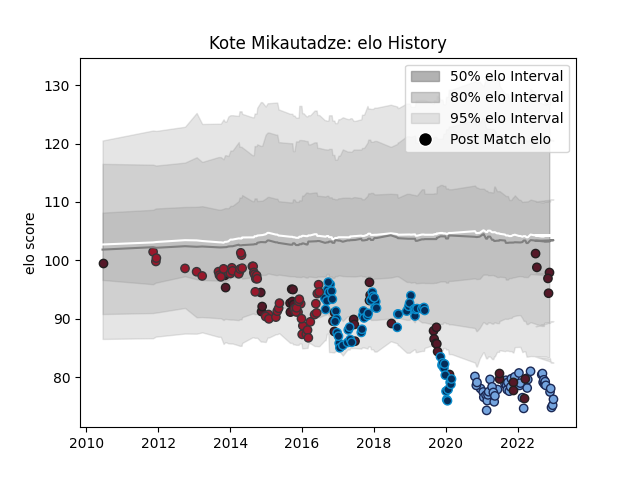 Kote Mikautadze: elo History
50% elo Interval
80% elo Interval
95% elo Interval
Post Match elo
elo score
130
120
110
100
90
80
2010
2012
2014
2016
2018
2020
2022